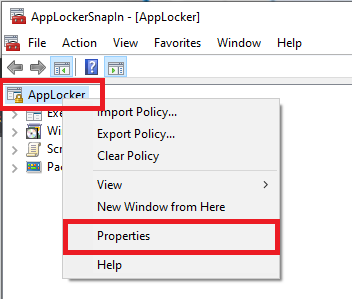 AppLockerSnapIn - [AppLocker]
File Action View Favorites Window Help
AppLocker
Import Policy...
Exe
Export Policy...
Wi
Clear Policy
Scr
Pac
View
New Window from Here
Properties
Help